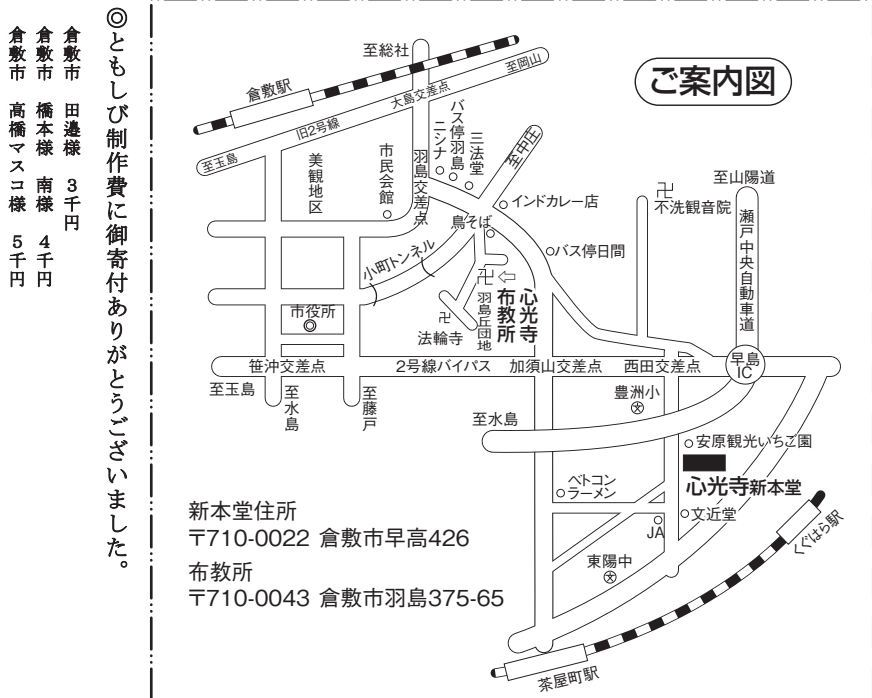 ◎ともしび制作費に御寄付ありがとうございました。
倉敷市　田邉様　３千円
倉敷市　橋本様　南様　４千円
倉敷市　高橋マスコ様　５千円
ご案内図
至総社
至岡山
倉敷駅
大島交差点
旧2号線
至玉島
美観地区
市民会館
羽島交差点
ニシナ
バス停羽島
三法堂
至中庄
インドカレー店
鳥そば
バス停日間
卍
不洗観音院
至山陽道
瀬戸中央自動車道
小町トンネル
卍⇦
心光寺
布教所
羽島丘団地
卍
法輪寺
市役所
笹沖交差点
2号線バイパス
加須山交差点
西田交差点
早島
IC
至玉島
至水島
至藤戸
豊洲小
文
至水島
安原観光いちご園
心光寺新本堂
ベトコン
ラーメン
文近堂
JA
東陽中
文
くぐはら駅
茶屋町駅
新本堂住所
〒710-0022 倉敷市早高426
布教所
〒710-0043 倉敷市羽島375-65